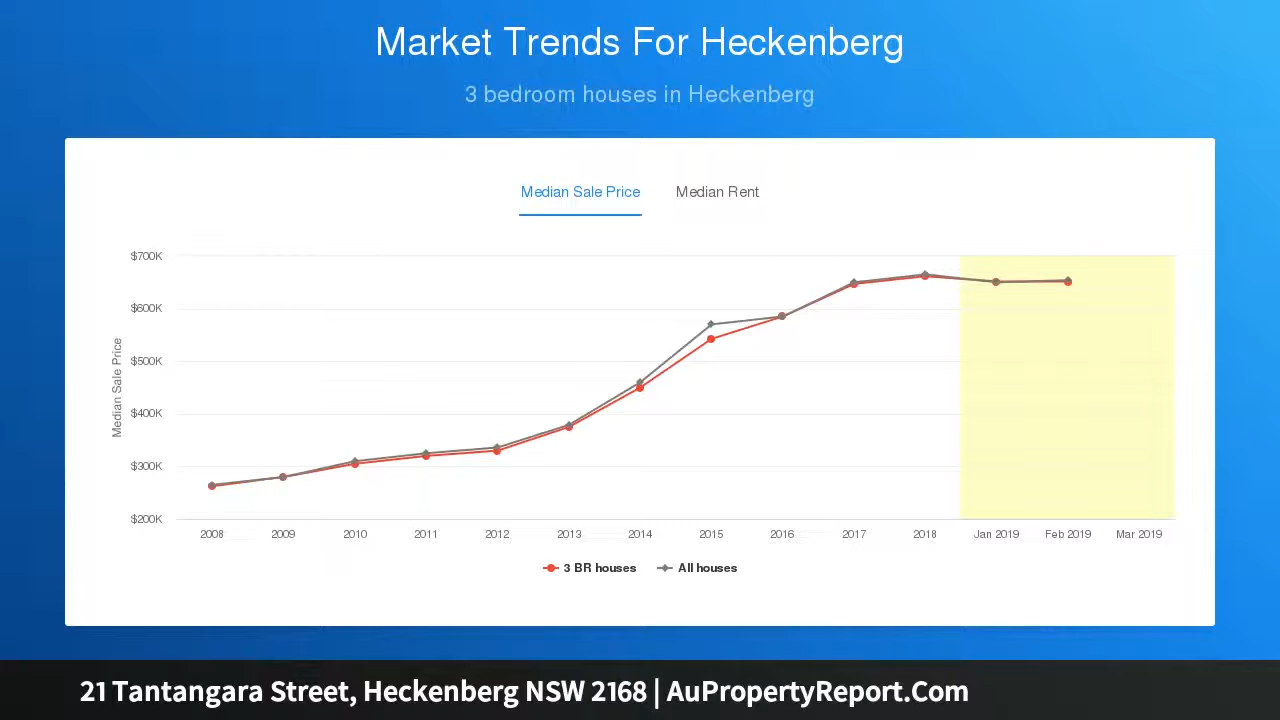 Market Trends For Heckenberg
3 bedroom houses in Heckenberg
Median Sale Price Median Rent
Median Sale Price
$700K
$600K
$500K
$400K
$300K
$200K
2008 2009 2010 2011 2012 2013 2014 2015 2016 2017 2018 Jan 2019 Feb 2019 Mar 2019
3 BR houses All houses
21 Tantangara Street, Heckenberg NSW 2168 | AuPropertyReport.Com